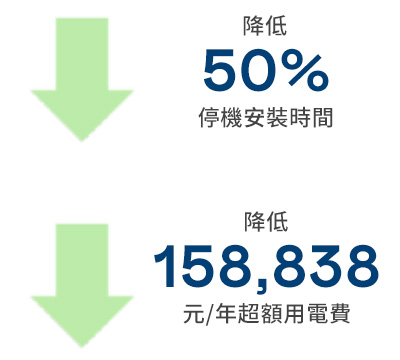 降低
50%
停機安裝時間
降低
158,838
元/年超額用電費